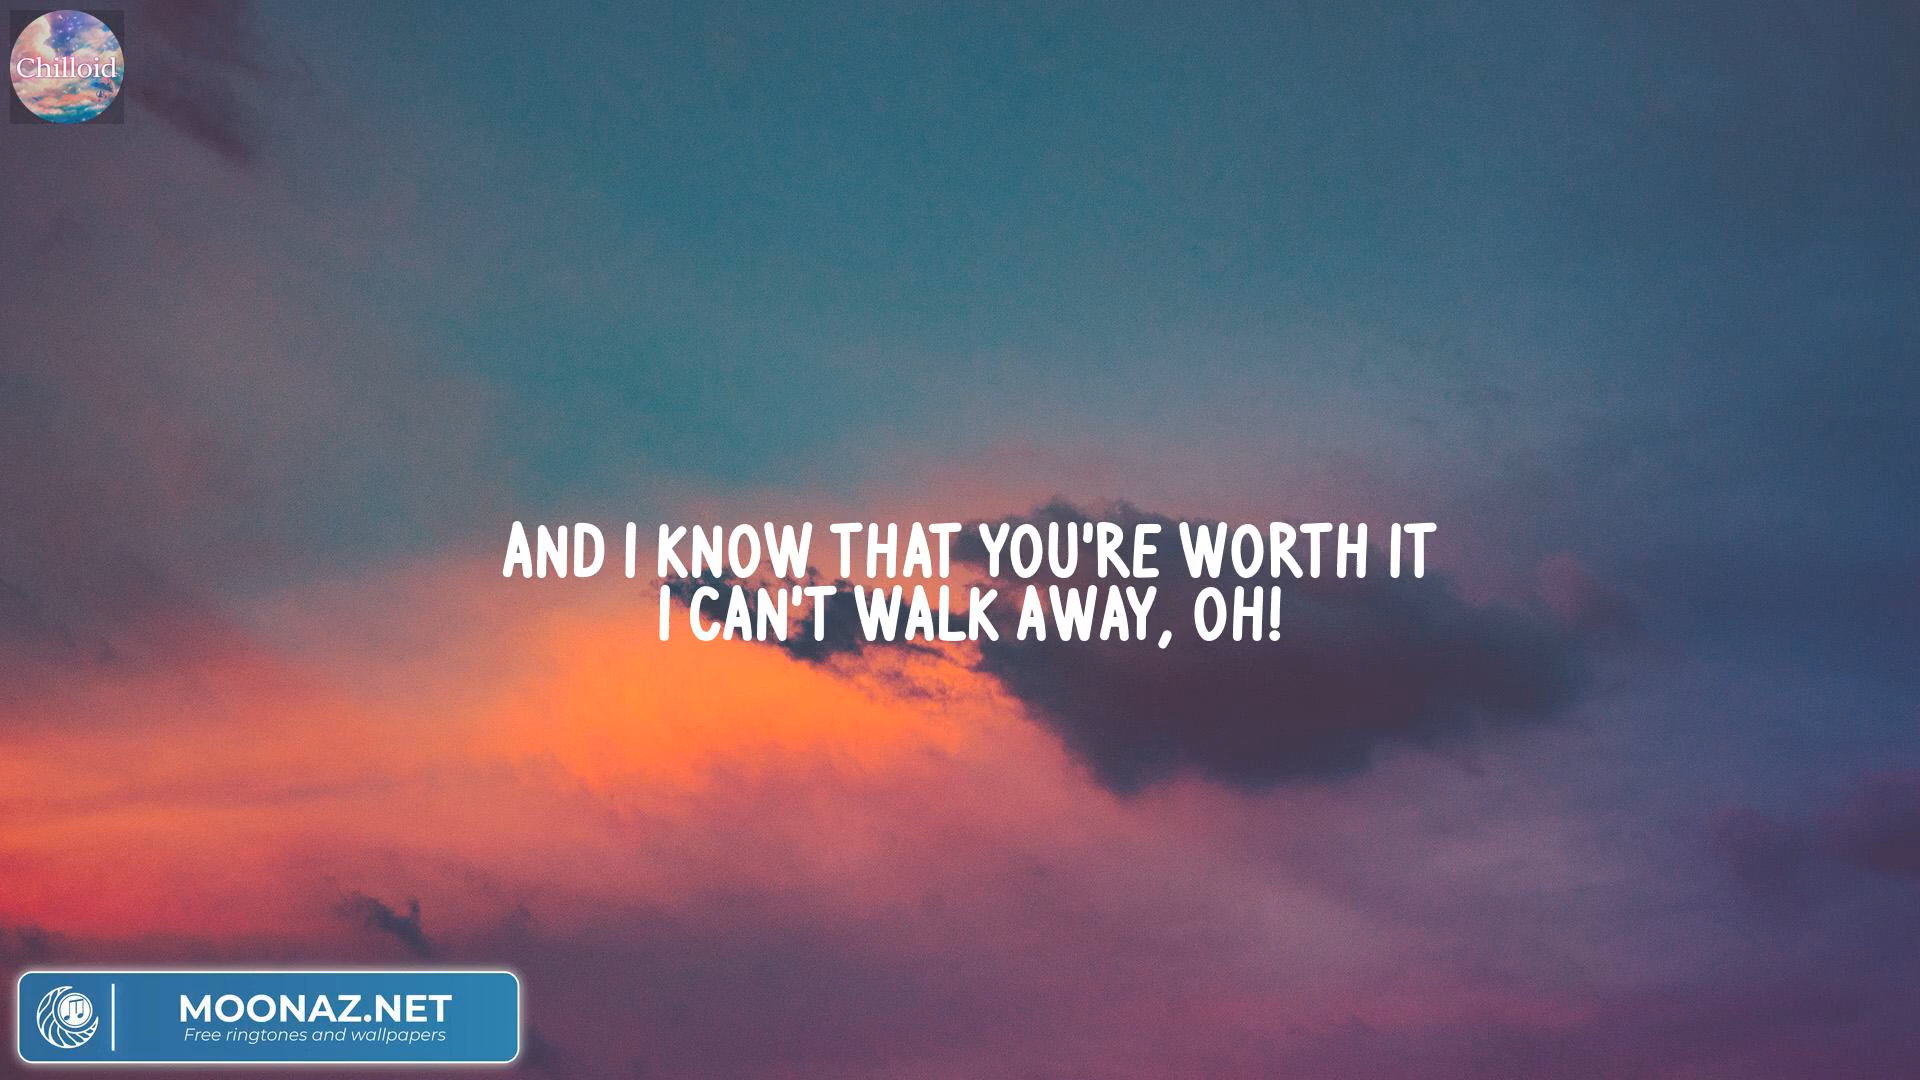 Chilloid
AND I KNOW THAT YOU'RE WORTH IT
I CAN'T WALK AWAY, OH!
MOONAZ.NET
Free ringtones and wallpapers